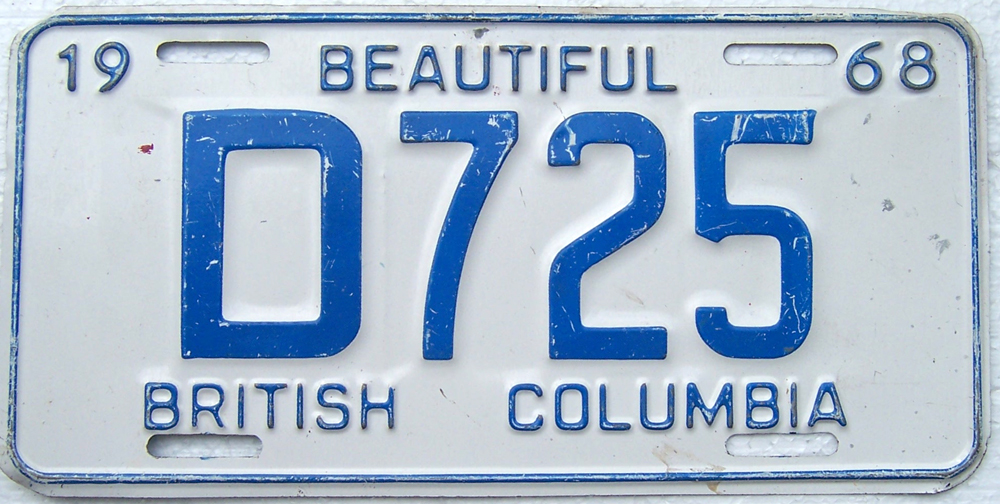 19 BEAUTIFUL 68
D725
BRITISH COLUMBIA